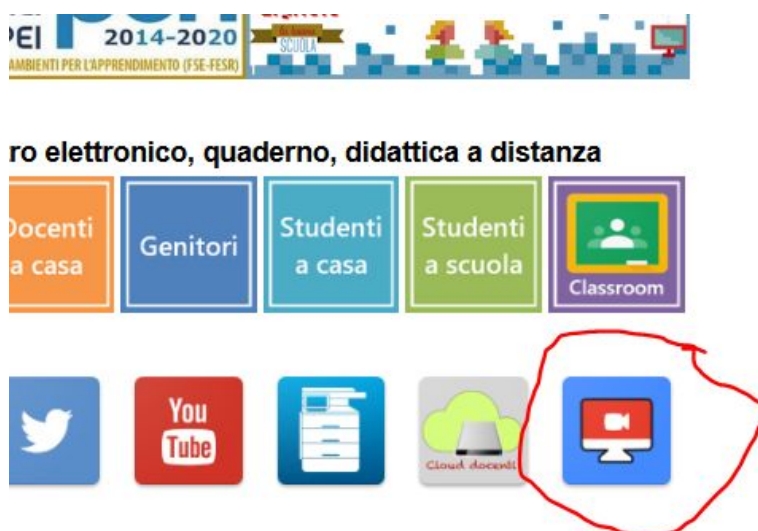 2014-2020
AMBIENTI PER L'APPRENDIMENTO (FSE-FESR)
SCUOLA
ro elettronico, quaderno, didattica a distanza
Docenti
a casa
Genitori
Studenti
a casa
Studenti
a scuola
Classroom
You
Tube
Cloud docenti